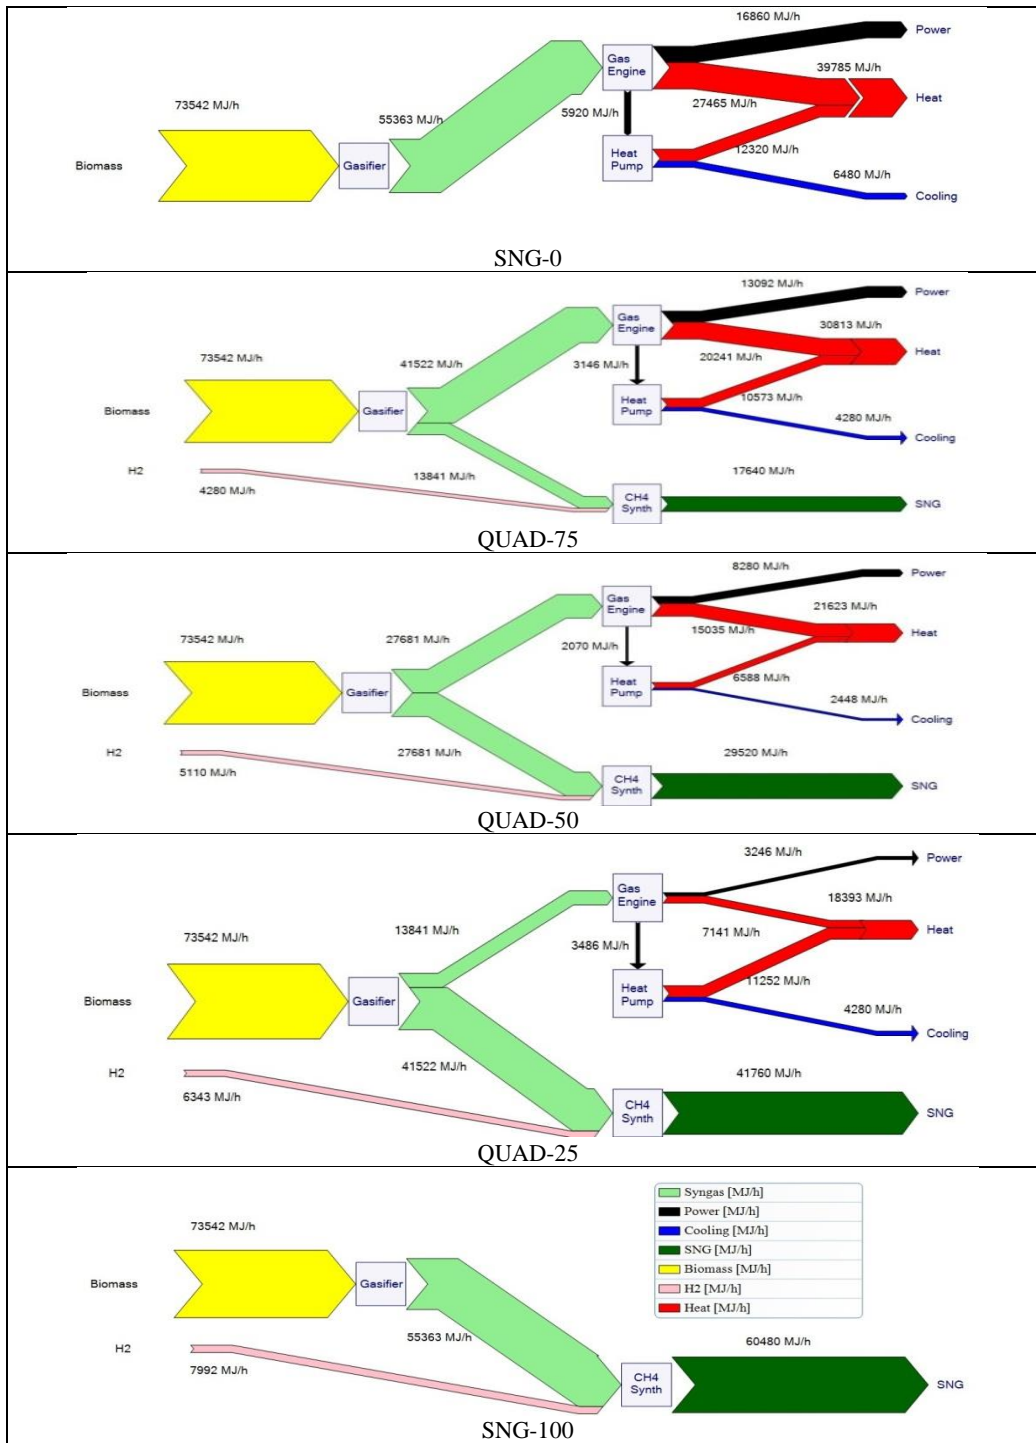 16860 MJ/h
Power
Gas
Engine
39785 MJ/h
73542 MJ/h
55363 MJ/h
5920 MJ/h
27465 MJ/h
Heat
Biomass
Gasifier
Heat
Pump
12320 MJ/h
6480 MJ/h
Cooling
SNG-0
13092 MJ/h
Power
Gas
Engine
30813 MJ/h
73542 MJ/h
41522 MJ/h
3146 MJ/h
20241 MJ/h
Heat
Biomass
Gasifier
Heat
Pump
10573 MJ/h
4280 MJ/h
Cooling
H2
4280 MJ/h
13841 MJ/h
17640 MJ/h
CH4
Synth
SNG
QUAD-75
8280 MJ/h
Power
Gas
Engine
21623 MJ/h
73542 MJ/h
27681 MJ/h
2070 MJ/h
15035 MJ/h
Heat
Biomass
Gasifier
Heat
Pump
6588 MJ/h
2448 MJ/h
Cooling
H2
5110 MJ/h
27681 MJ/h
29520 MJ/h
CH4
Synth
SNG
QUAD-50
3246 MJ/h
Power
Gas
Engine
18393 MJ/h
73542 MJ/h
13841 MJ/h
3486 MJ/h
7141 MJ/h
Heat
Biomass
Gasifier
Heat
Pump
11252 MJ/h
4280 MJ/h
Cooling
H2
6343 MJ/h
41522 MJ/h
41760 MJ/h
CH4
Synth
SNG
QUAD-25
Syngas [MJ/h]
Power [MJ/h]
Cooling [MJ/h]
SNG [MJ/h]
Biomass [MJ/h]
H2 [MJ/h]
Heat [MJ/h]
73542 MJ/h
Biomass
Gasifier
H2
7992 MJ/h
55363 MJ/h
60480 MJ/h
CH4
Synth
SNG
SNG-100